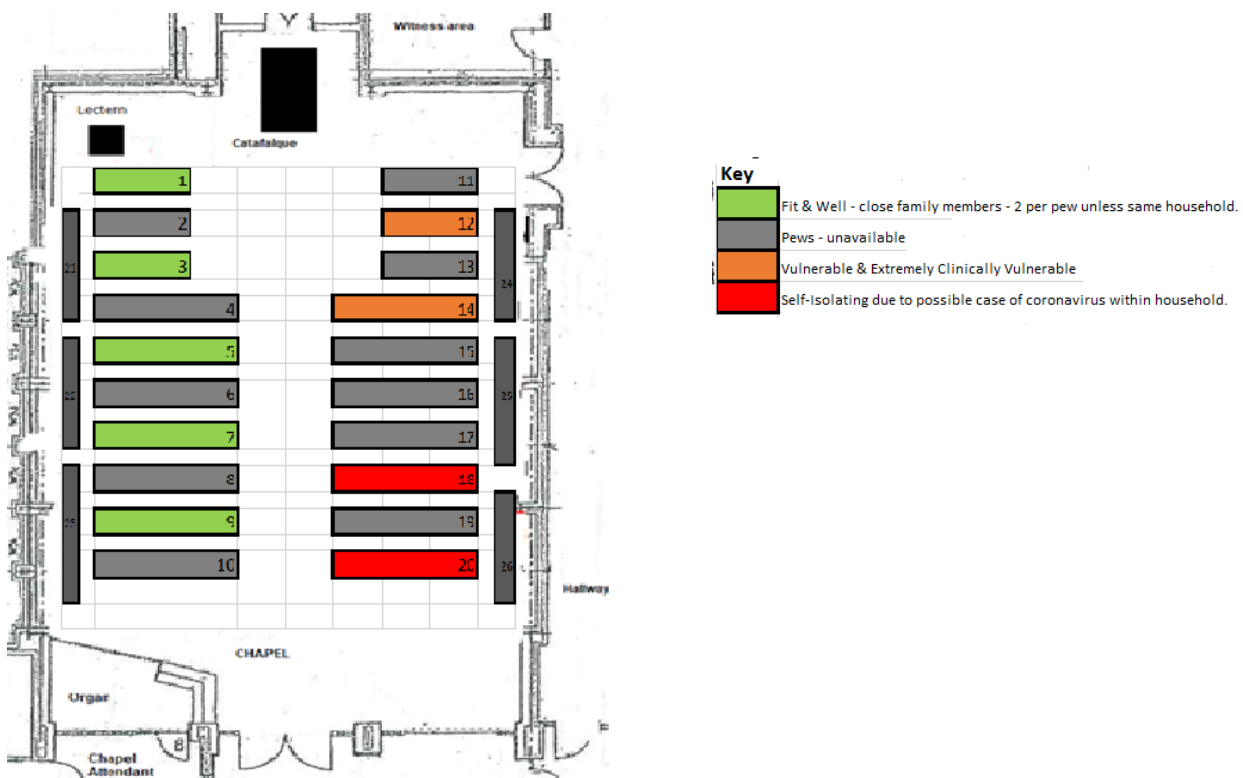 Witness area
Lectern
Catafalque
1
11
2
12
21
3
13
24
4
14
5
15
22
6
16
25
7
17
8
18
9
19
10
20
26
Hallway
CHAPEL
Organ
Chapel
Attendant
Key
Fit & Well - close family members - 2 per pew unless same household.
Pews - unavailable
Vulnerable & Extremely Clinically Vulnerable
Self-Isolating due to possible case of coronavirus within household.